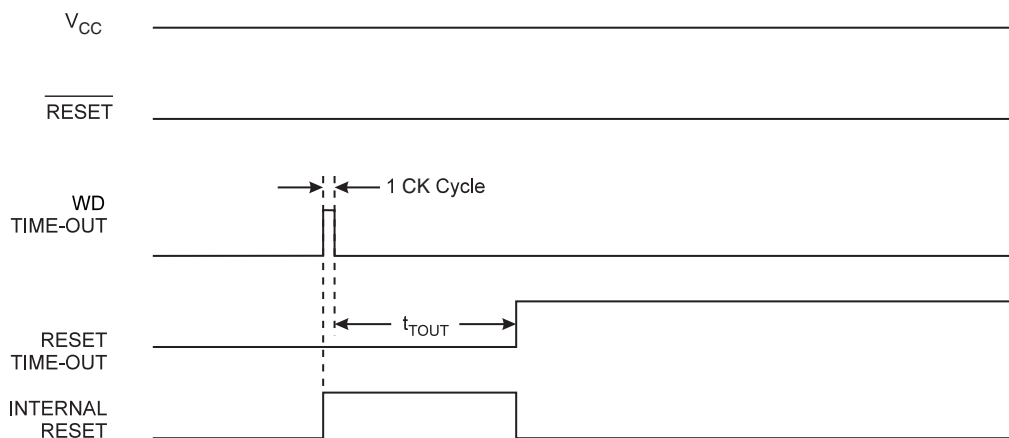 VCC
RESET
1 CK Cycle
WD
TIME-OUT
tTOUT
RESET
TIME-OUT
INTERNAL
RESET